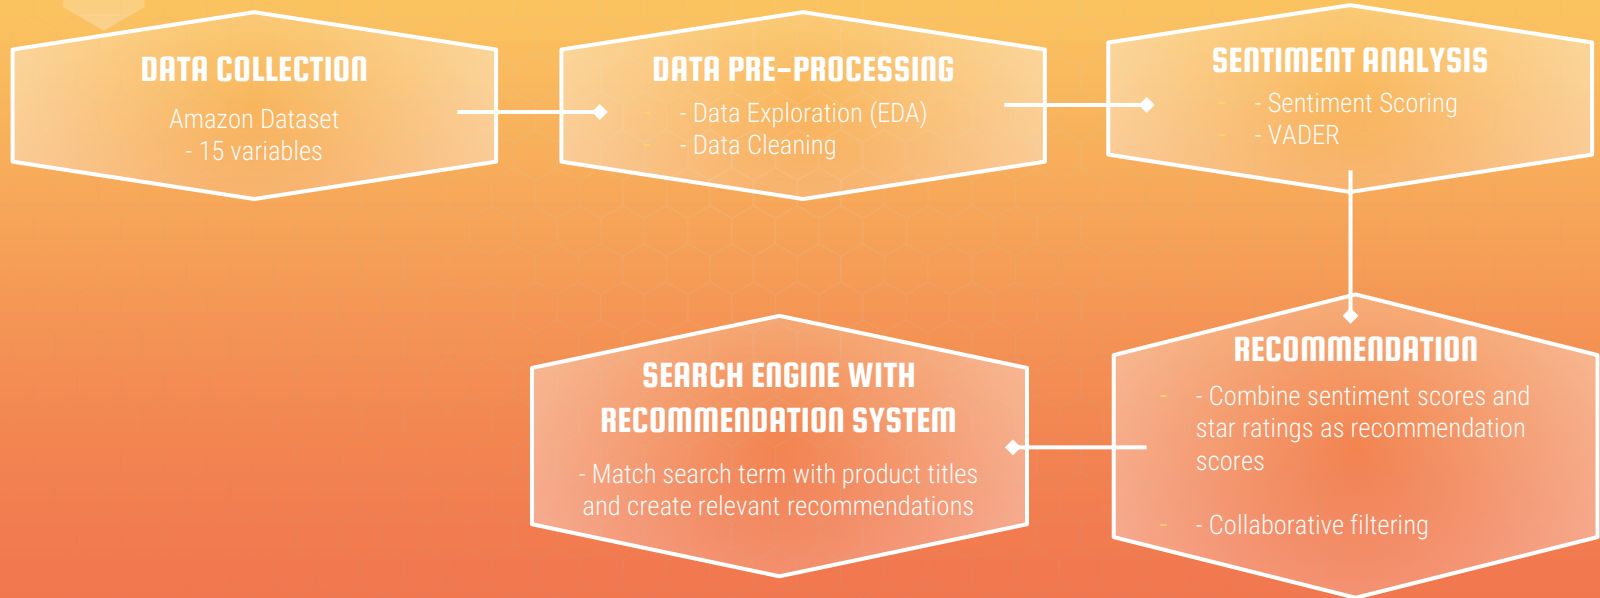 DATA COLLECTION
Amazon Dataset
- 15 variables
DATA PRE-PROCESSING
- - Data Exploration (EDA)
- - Data Cleaning
SENTIMENT ANALYSIS
- - Sentiment Scoring
- - VADER
RECOMMENDATION
- - Combine sentiment scores and
star ratings as recommendation
scores
- - Collaborative filtering
SEARCH ENGINE WITH
RECOMMENDATION SYSTEM
- Match search term with product titles
and create relevant recommendations